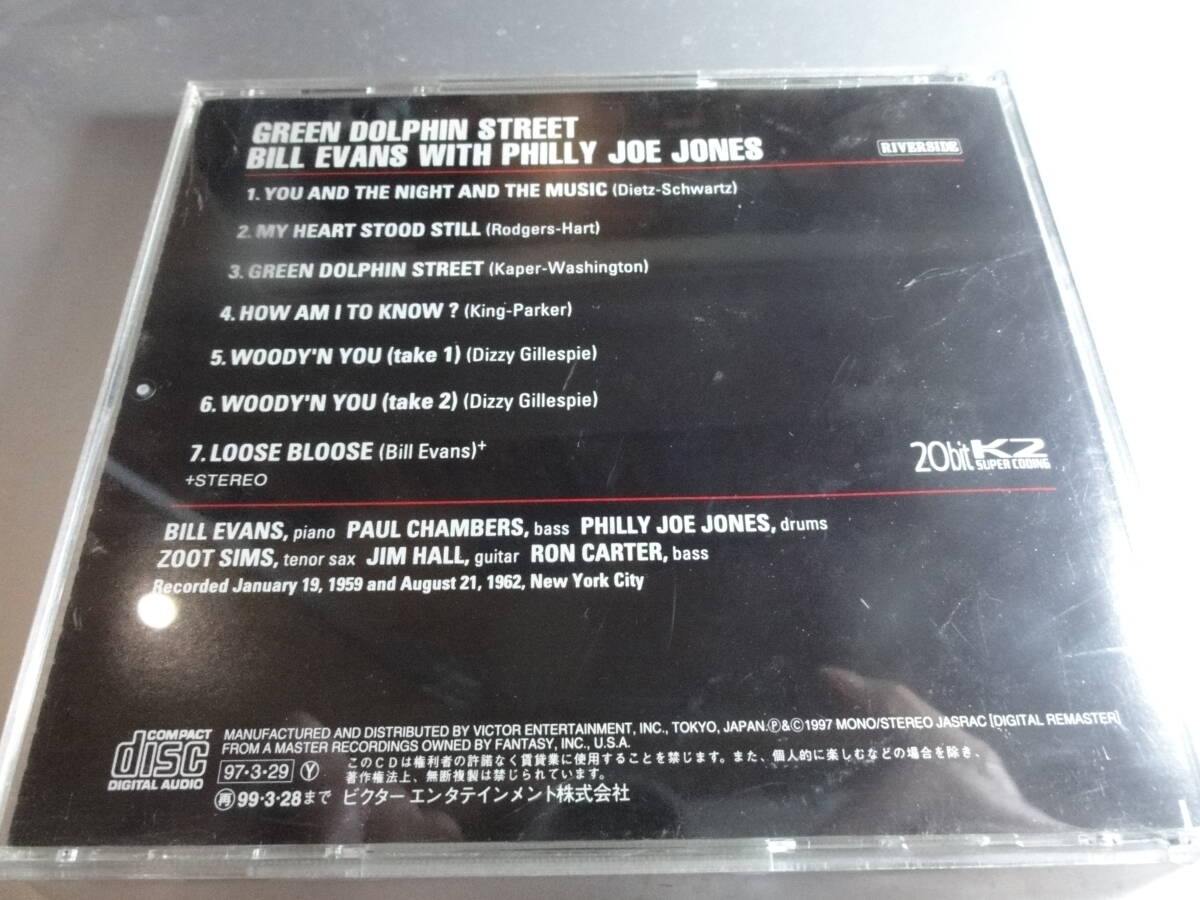 GREEN DOLPHIN STREET
BILL EVANS WITH PHILLY JOE JONES
RIVERSIDE
1. YOU AND THE NIGHT AND THE MUSIC (Dietz-Schwartz)
2. MY HEART STOOD STILL (Rodgers-Hart)
3. GREEN DOLPHIN STREET (Kaper-Washington)
4. HOW AM I TO KNOW ? (King-Parker)
5. WOODY'N YOU (take 1) (Dizzy Gillespie)
6. WOODY'N YOU (take 2) (Dizzy Gillespie)
7. LOOSE BLOOSE (Bill Evans)+
+STEREO
20bit K2
SUPER CODING
BILL EVANS, piano PAUL CHAMBERS, bass PHILLY JOE JONES, drums
ZOOT SIMS, tenor sax JIM HALL, guitar RON CARTER, bass
Recorded January 19, 1959 and August 21, 1962, New York City
COMPACT
disc
DIGITAL AUDIO
MANUFACTURED AND DISTRIBUTED BY VICTOR ENTERTAINMENT, INC., TOKYO, JAPAN.Ⓟ&©1997 MONO/STEREO JASRAC [DIGITAL REMASTER]
FROM A MASTER RECORDINGS OWNED BY FANTASY, INC., U.S.A.
97・3・29 Ⓨ
このCDは権利者の許諾なく賃貸業に使用することを禁じます。また、個人的に楽しむなどの場合を除き、
著作権法上、無断複製は禁じられています。
㊢99・3・28まで ビクター エンタテインメント株式会社